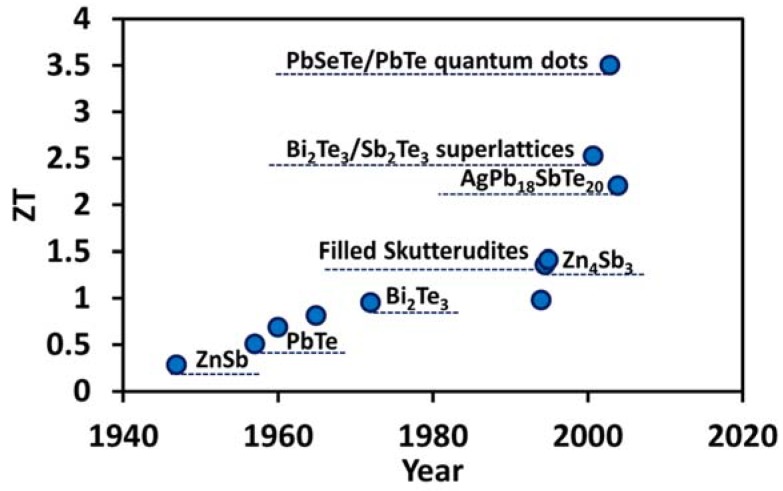 4
3.5
3
2.5
2
1.5
1
0.5
0
ZT
PbSeTe/PbTe quantum dots
Bi₂Te₃/Sb₂Te₃ superlattices
AgPb₁₈SbTe₂₀
Filled Skutterudites
Zn₄Sb₃
Bi₂Te₃
PbTe
ZnSb
1940 1960 1980 2000 2020
Year